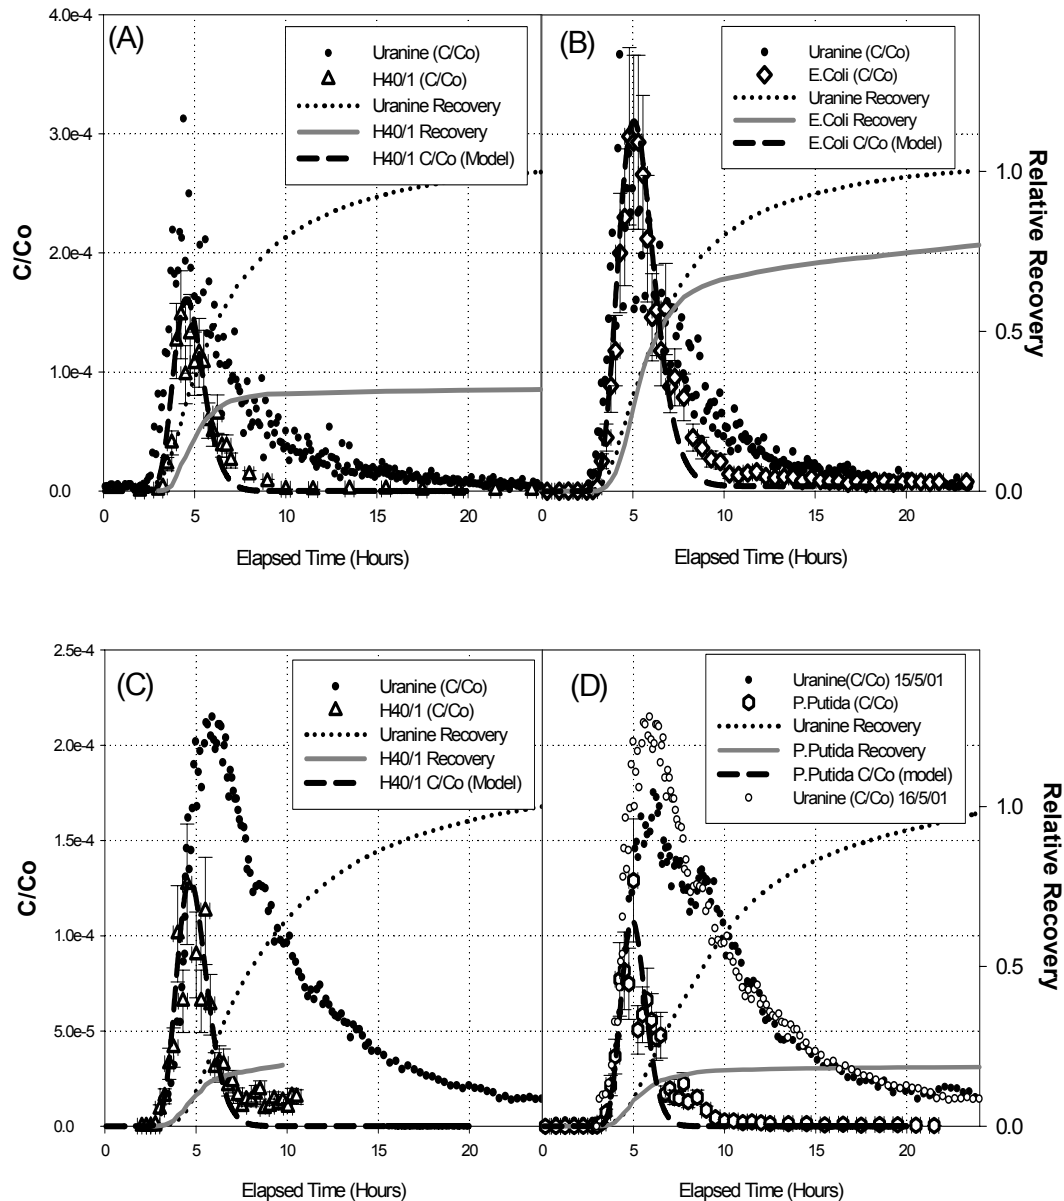 (A)
Uranine (C/Co)
H40/1 (C/Co)
Uranine Recovery
H40/1 Recovery
H40/1 C/Co (Model)
4.0e-4
3.0e-4
2.0e-4
1.0e-4
0.0
C/Co
0 5 10 15 20
Elapsed Time (Hours)
(B)
Uranine (C/Co)
E.Coli (C/Co)
Uranine Recovery
E.Coli Recovery
E.Coli C/Co (Model)
1.0
0.5
0.0
Relative Recovery
0 5 10 15 20
Elapsed Time (Hours)
(C)
Uranine (C/Co)
H40/1 (C/Co)
Uranine Recovery
H40/1 Recovery
H40/1 C/Co (Model)
2.5e-4
2.0e-4
1.5e-4
1.0e-4
5.0e-5
0.0
C/Co
0 5 10 15 20
Elapsed Time (Hours)
(D)
Uranine(C/Co) 15/5/01
P.Putida (C/Co)
Uranine Recovery
P.Putida Recovery
P.Putida C/Co (model)
Uranine (C/Co) 16/5/01
1.0
0.5
0.0
Relative Recovery
0 5 10 15 20
Elapsed Time (Hours)